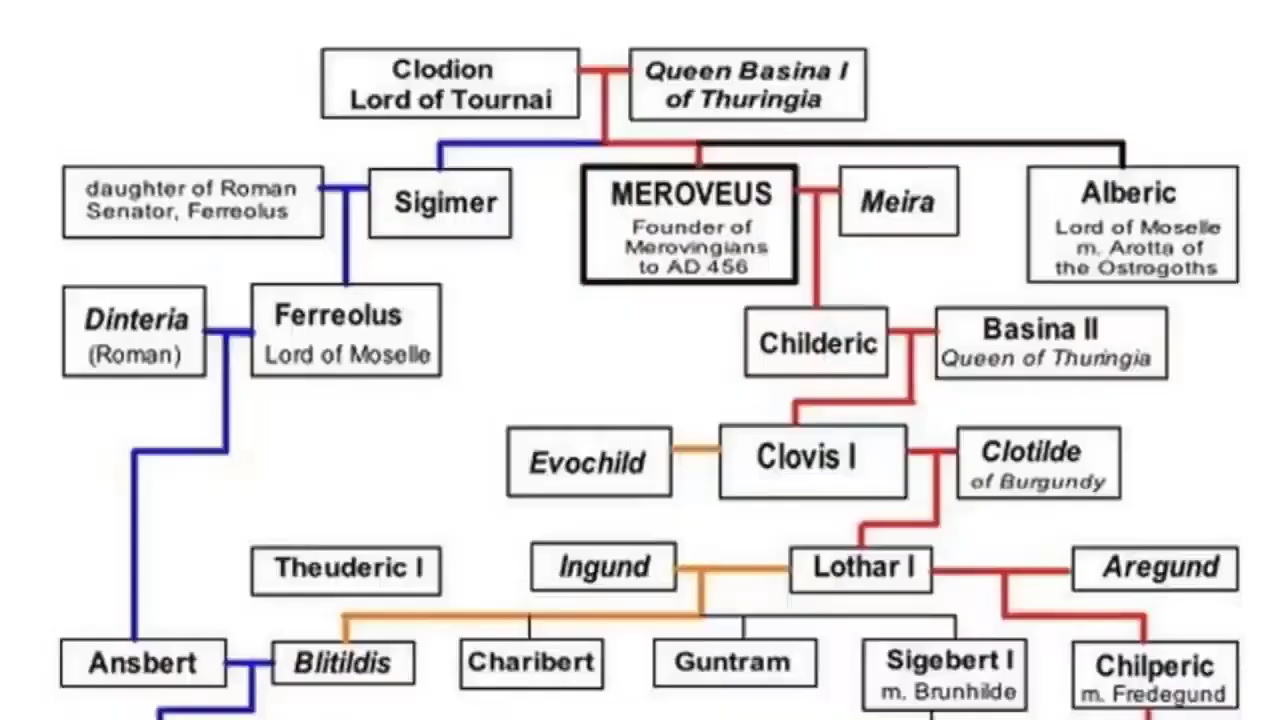 Clodion
Lord of Tournai
Queen Basina I
of Thuringia
daughter of Roman
Senator, Ferreolus
Sigimer
MEROVEUS
Founder of
Merovingians
to AD 456
Meira
Alberic
Lord of Moselle
m. Arotta of
the Ostrogoths
Dinteria
(Roman)
Ferreolus
Lord of Moselle
Childeric
Basina II
Queen of Thuringia
Evochild
Clovis I
Clotilde
of Burgundy
Theuderic I
Ingund
Lothar I
Aregund
Ansbert
Blitildis
Charibert
Guntram
Sigebert I
m. Brunhilde
Chilperic
m. Fredegund